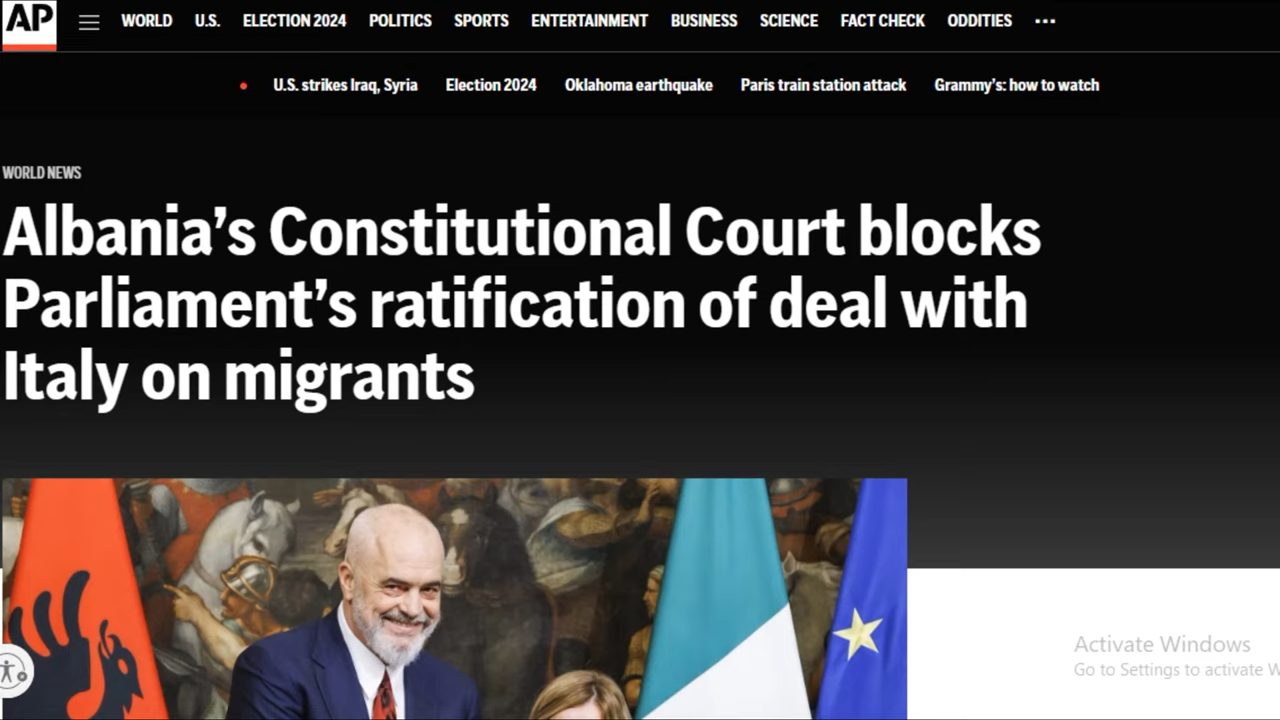 AP WORLD U.S. ELECTION 2024 POLITICS SPORTS ENTERTAINMENT BUSINESS SCIENCE FACT CHECK ODDITIES
U.S. strikes Iraq, Syria Election 2024 Oklahoma earthquake Paris train station attack Grammy's: how to watch
WORLD NEWS
Albania’s Constitutional Court blocks
Parliament’s ratification of deal with
Italy on migrants
Activate Windows
Go to Settings to activate W